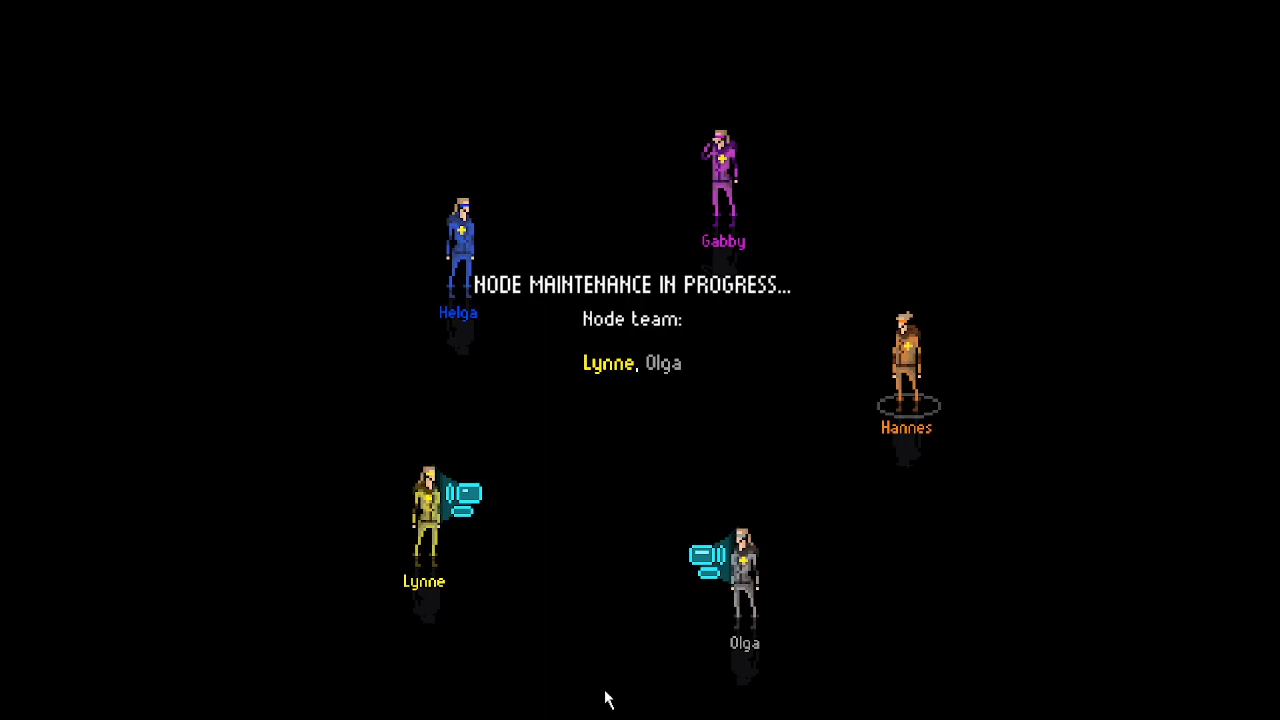 Gabby
NODE MAINTENANCE IN PROGRESS...
Helga
Node team:
Lynne, Olga
Hannes
Lynne
Olga